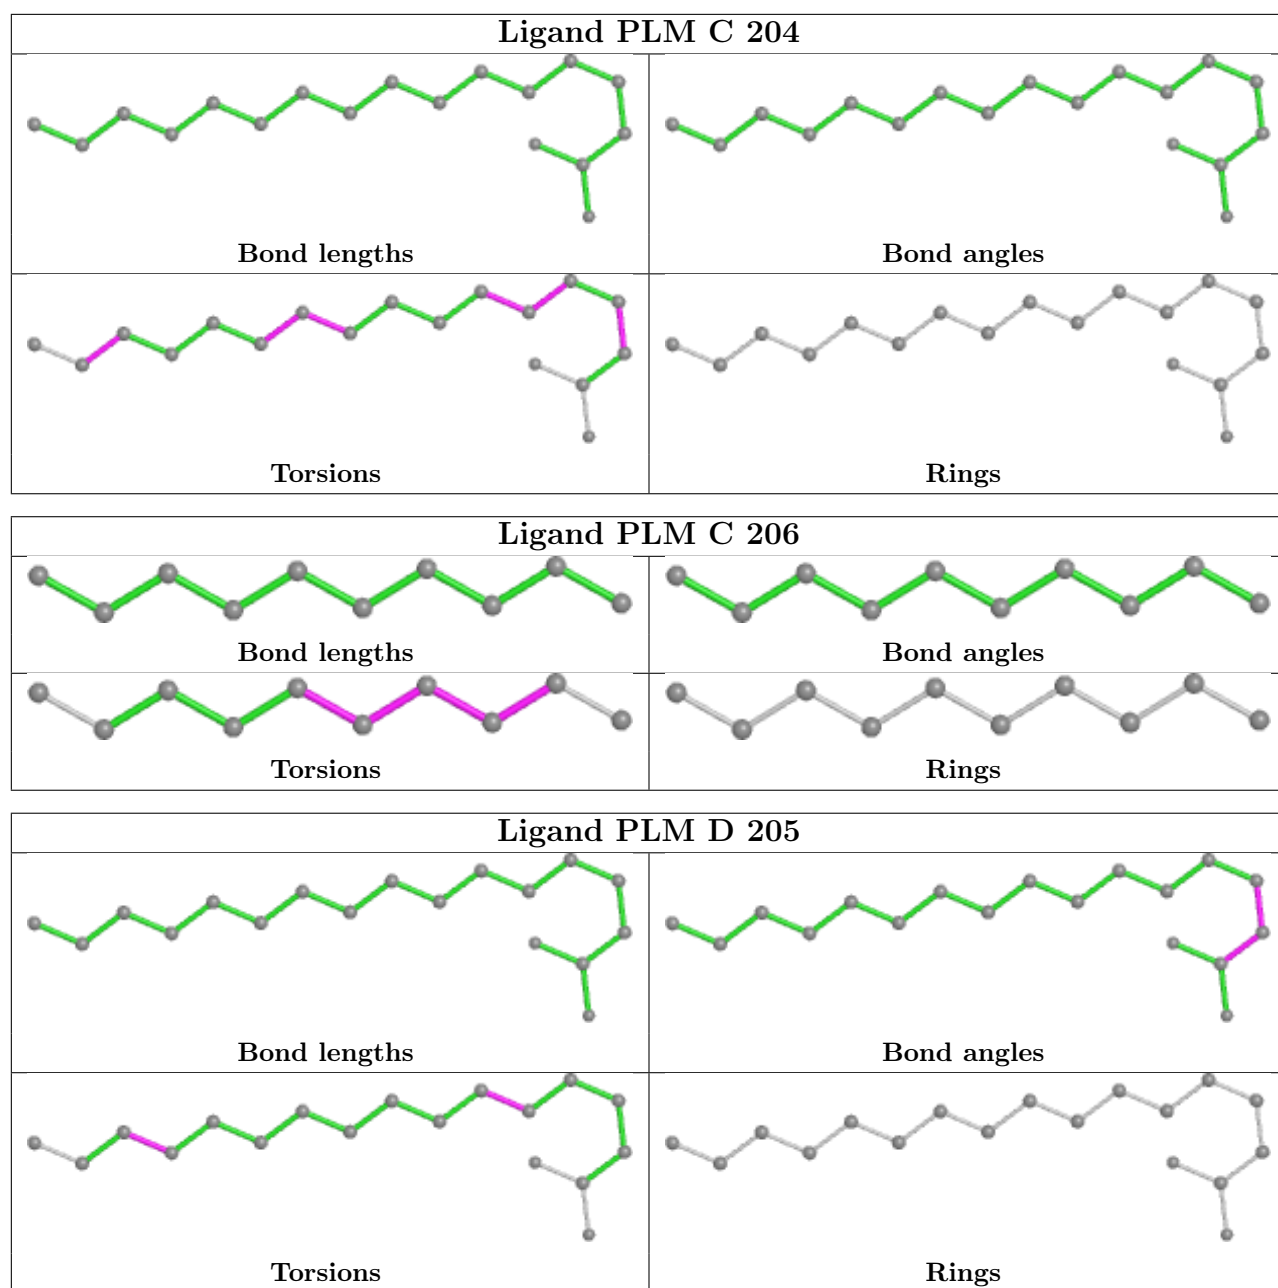 Ligand PLM C 204
Bond lengths
Bond angles
Torsions
Rings
Ligand PLM C 206
Bond lengths
Bond angles
Torsions
Rings
Ligand PLM D 205
Bond lengths
Bond angles
Torsions
Rings